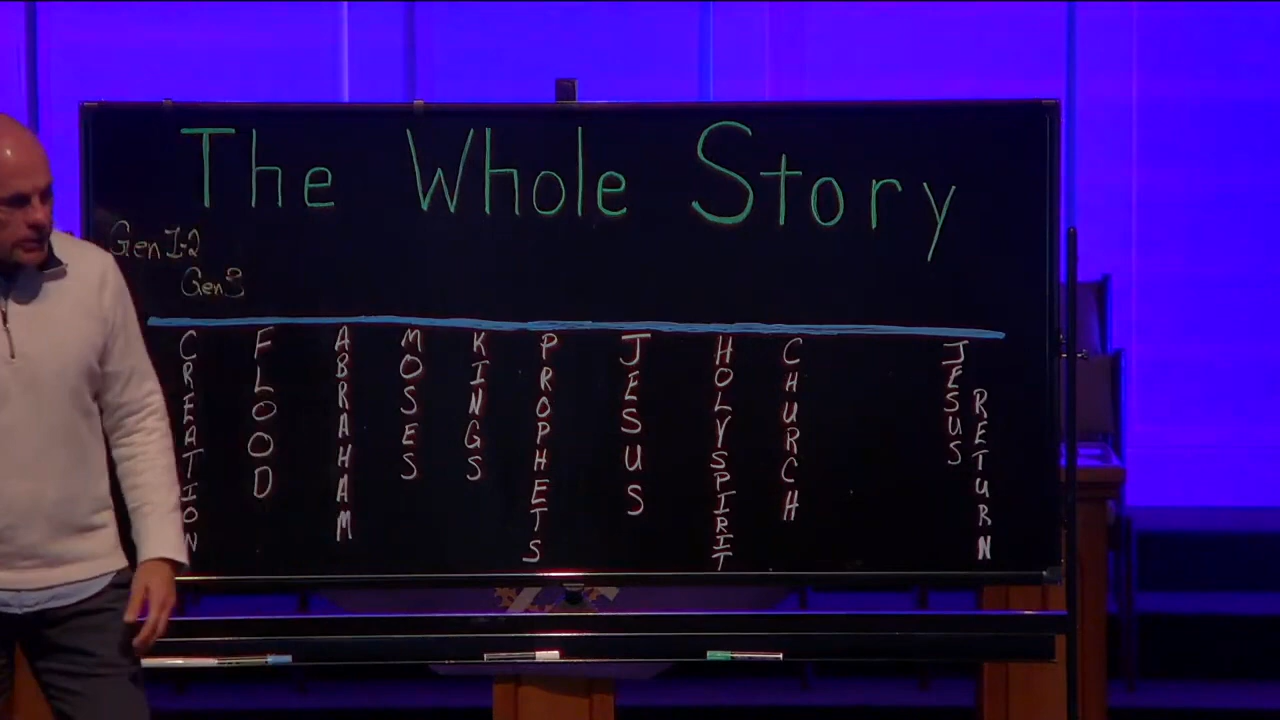 The Whole Story
Gen 1-2
Gen 3
CREATION
FLOOD
ABRAHAM
MOSES
KINGS
PROPHETS
JESUS
HOLY SPIRIT
CHURCH
JESUS
RETURN